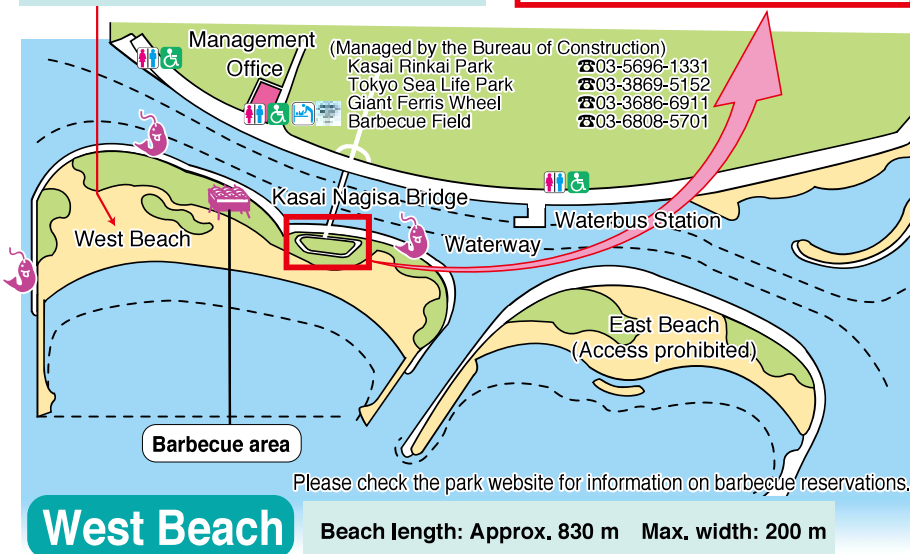 Management
Office
(Managed by the Bureau of Construction)
Kasai Rinkai Park ☎03-5696-1331
Tokyo Sea Life Park ☎03-3869-5152
Giant Ferris Wheel ☎03-3686-6911
Barbecue Field ☎03-6808-5701
Kasai Nagisa Bridge
West Beach
Waterway
Waterbus Station
East Beach
(Access prohibited)
Barbecue area
Please check the park website for information on barbecue reservations.
West Beach
Beach length: Approx. 830 m Max. width: 200 m